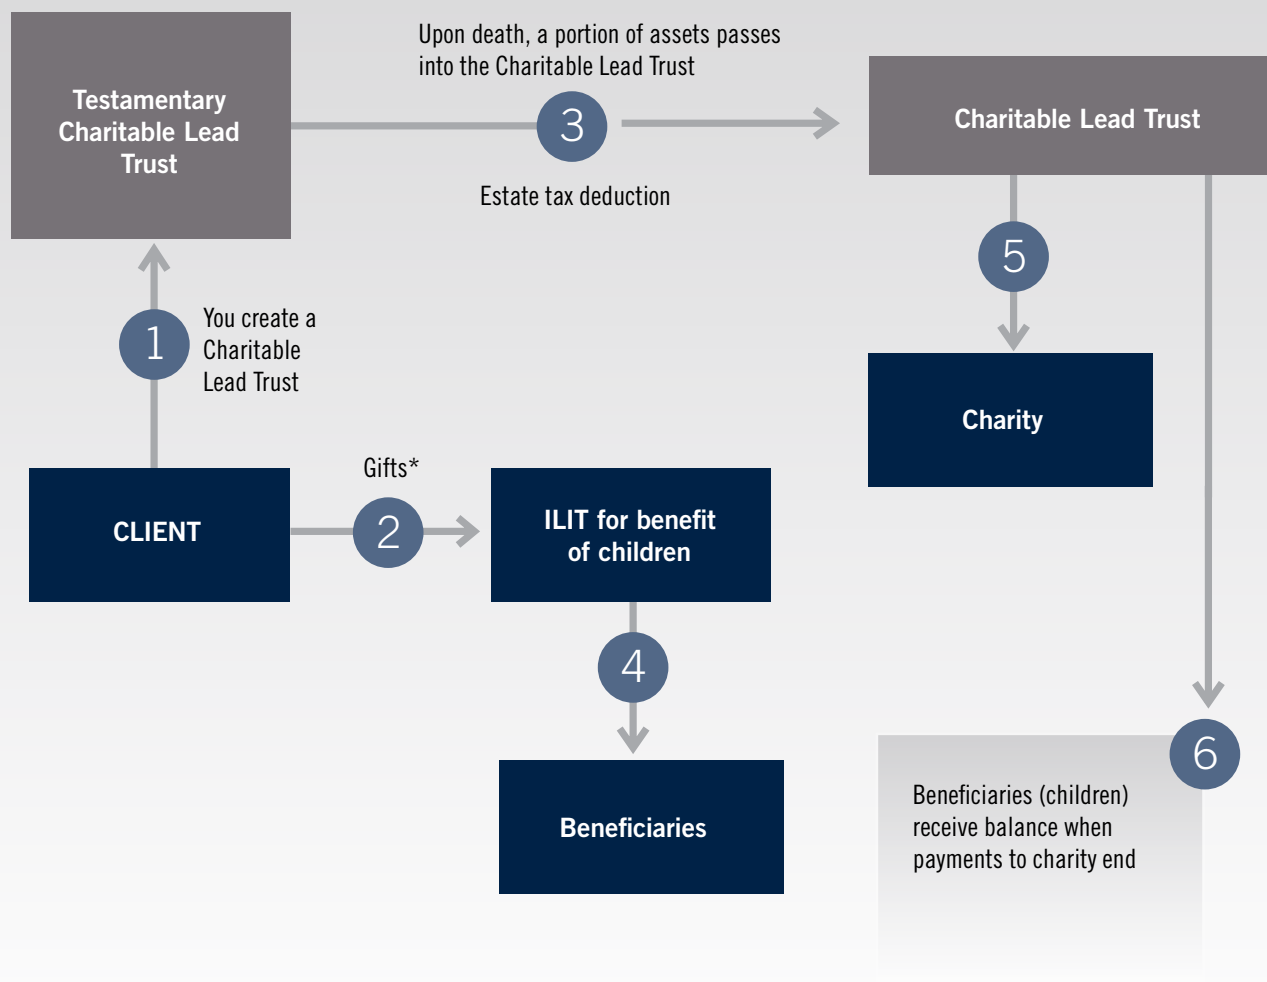 Testamentary
Charitable Lead
Trust
Upon death, a portion of assets passes
into the Charitable Lead Trust
3
Estate tax deduction
Charitable Lead Trust
1
You create a
Charitable
Lead Trust
5
Charity
CLIENT
Gifts*
2
ILIT for benefit
of children
4
Beneficiaries
6
Beneficiaries (children)
receive balance when
payments to charity end